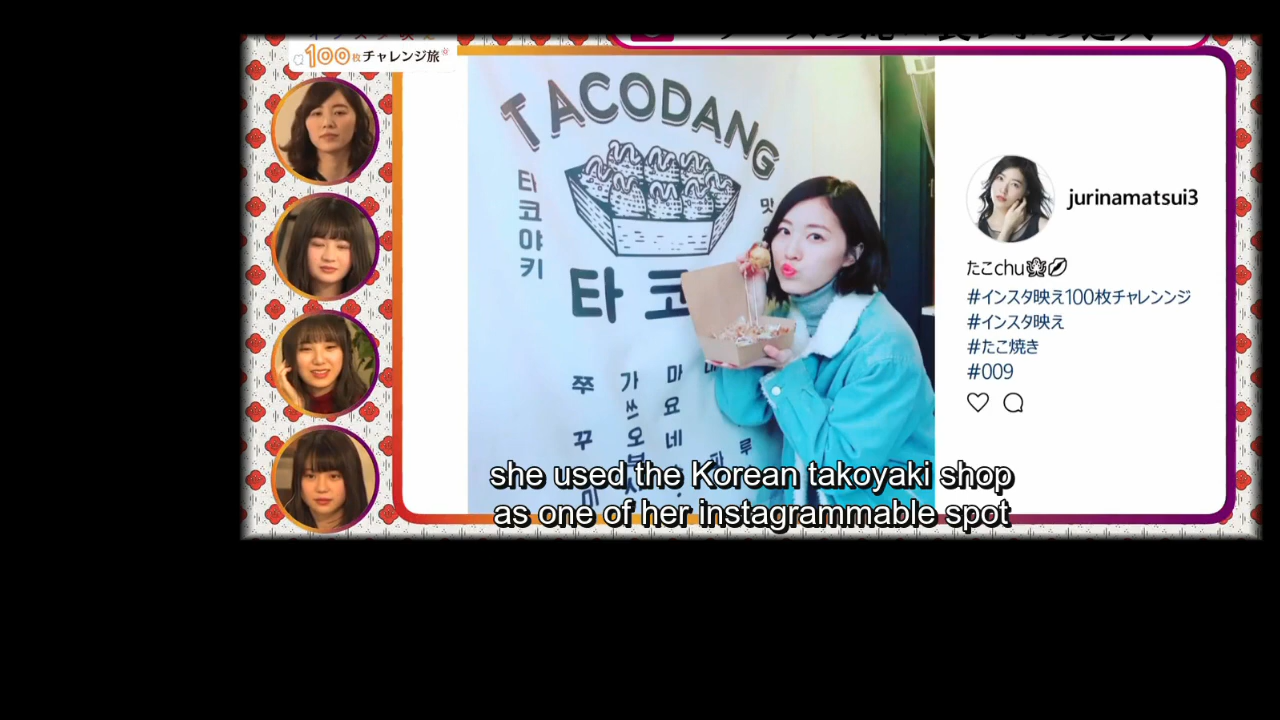 100枚チャレンジ旅
TACODANG
타
코
야
키
맛
타 코
쭈 가 마
쓰 요
꾸 오 네
루
미
jurinamatsui3
たこchu🐙💋
#インスタ映え100枚チャレンンジ
#インスタ映え
#たこ焼き
#009
she used the Korean takoyaki shop
as one of her instagrammable spot